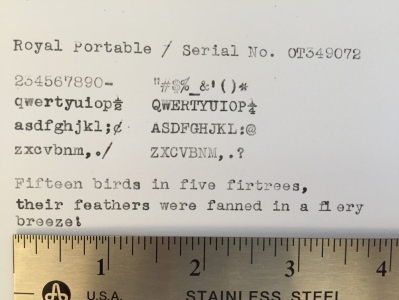 Royal Portable / Serial No. OT349072
234567890- "#$%_&'()*
qwertyuiop½ QWERTYUIOP¼
asdfghjkl;¢ ASDFGHJKL:@
zxcvbnm,./ ZXCVBNM,.?
Fifteen birds in five firtrees,
their feathers were fanned in a fiery
breeze!
1 2 3 4
U.S.A. STAINLESS STEEL